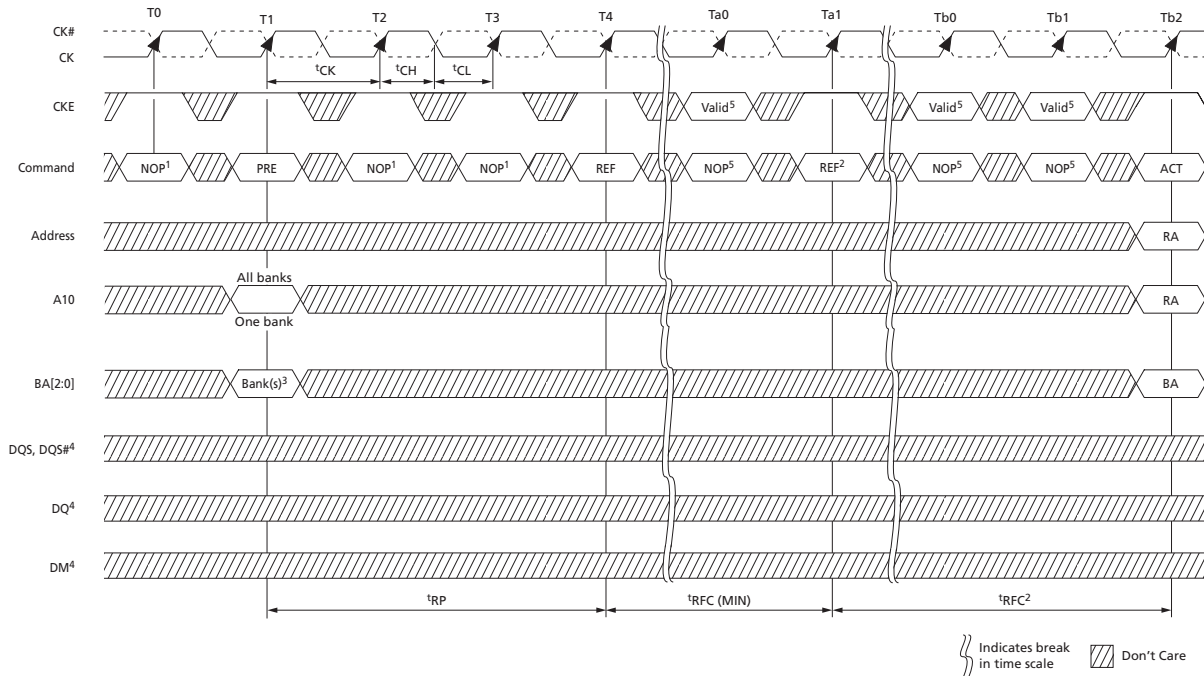 T0 T1 T2 T3 T4 Ta0 Ta1 Tb0 Tb1 Tb2
CK#
CK
tCK tCH tCL
CKE Valid5 Valid5 Valid5
Command NOP1 PRE NOP1 NOP1 REF NOP5 REF2 NOP5 NOP5 ACT
Address RA
All banks
A10 RA
One bank
BA[2:0] Bank(s)3 BA
DQS, DQS#4
DQ4
DM4
tRP tRFC (MIN) tRFC2
Indicates break
in time scale
Don't Care